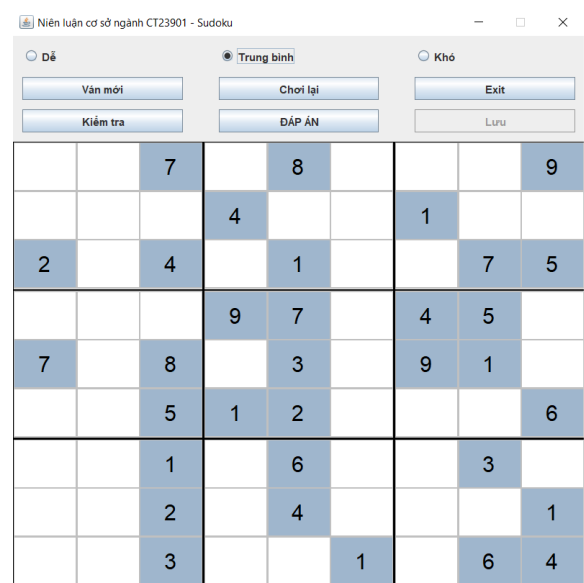 Niên luận cơ sở ngành CT23901 - Sudoku
Dễ Trung bình Khó
Ván mới Chơi lại Exit
Kiểm tra ĐÁP ÁN Lưu
7 8 9
4 1
2 4 1 7 5
9 7 4 5
7 8 3 9 1
5 1 2 6
1 6 3
2 4 1
3 1 6 4